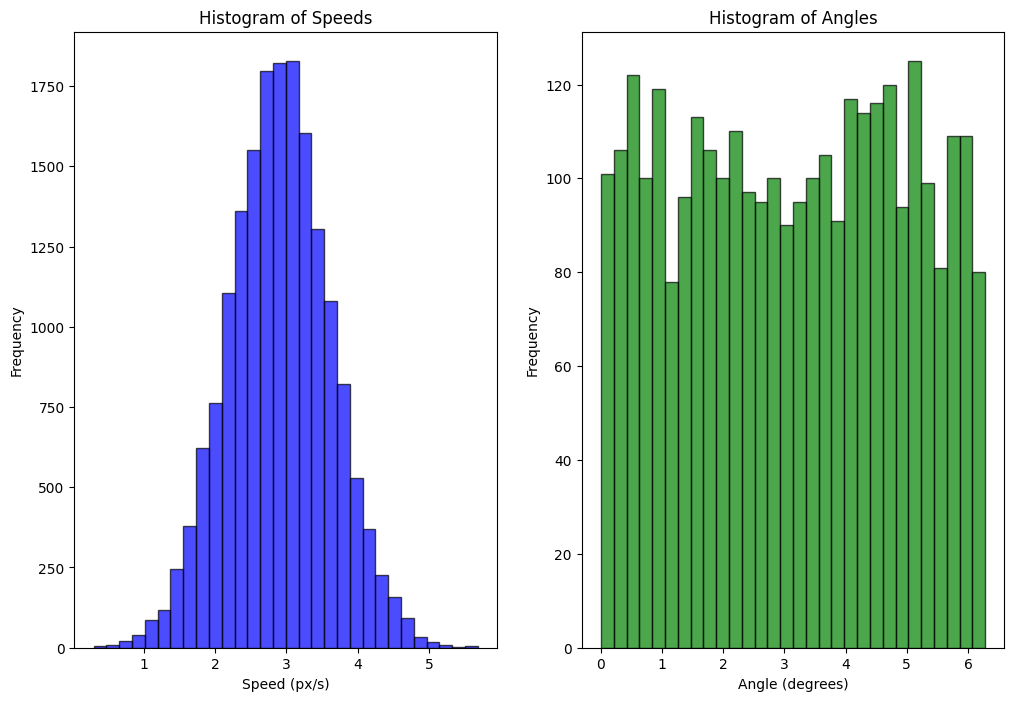 Histogram of Speeds
1750
1500
1250
1000
750
500
250
0
Frequency
1 2 3 4 5
Speed (px/s)
Histogram of Angles
120
100
80
60
40
20
0
Frequency
0 1 2 3 4 5 6
Angle (degrees)